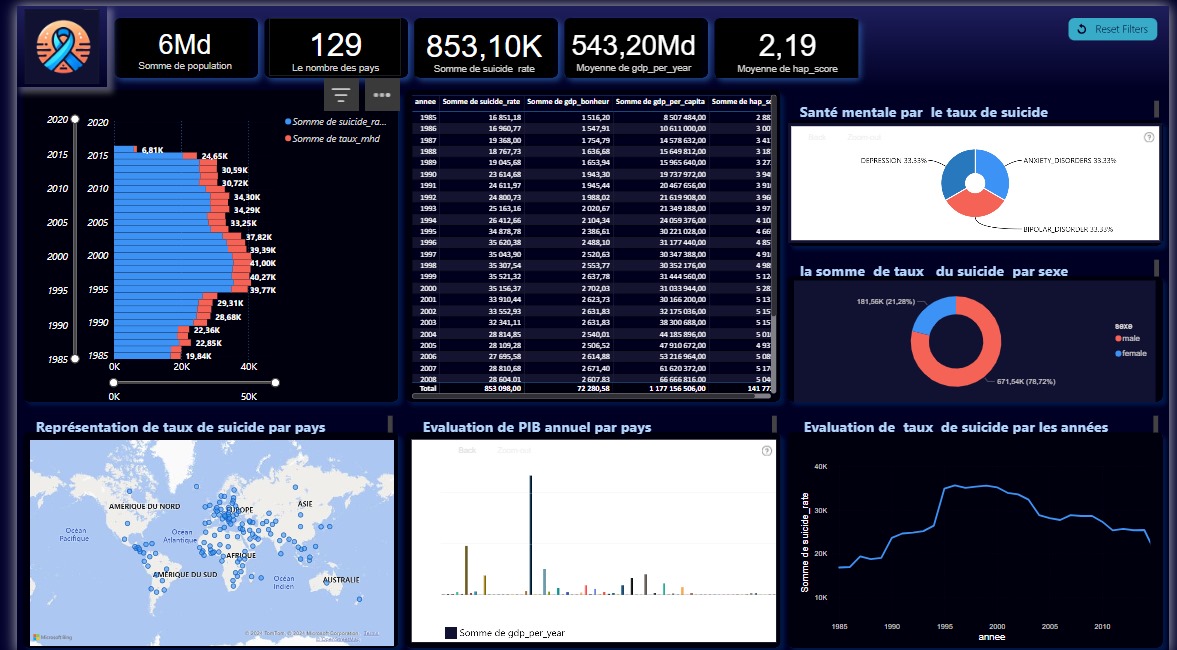 6Md
Somme de population
129
Le nombre des pays
853,10K
Somme de suicide_rate
543,20Md
Moyenne de gdp_per_year
2,19
Moyenne de hap_score
Reset Filters
2020
2015
2010
2005
2000
1995
1990
1985
2020
2015
2010
2005
2000
1995
1990
1985
Somme de suicide_ra...
Somme de taux_mhd
6,81K
24,65K
30,59K
30,72K
34,30K
34,29K
33,25K
37,82K
39,39K
41,00K
40,27K
39,77K
29,31K
28,68K
22,36K
22,85K
19,84K
0K 20K 40K
0K 50K
annee Somme de suicide_rate Somme de gdp_bonheur Somme de gdp_per_capita Somme de hap_sc
1985 16 851,18 1 516,20 8 507 484,00 2 88
1986 16 960,77 1 547,91 10 611 000,00 3 00
1987 19 368,00 1 754,79 14 578 632,00 3 41
1988 18 767,73 1 636,68 15 649 812,00 3 17
1989 19 045,68 1 653,94 15 965 640,00 3 27
1990 23 614,68 1 943,30 19 737 972,00 3 94
1991 24 611,97 1 945,44 20 467 656,00 3 91
1992 24 800,73 1 988,02 21 619 908,00 3 94
1993 25 163,16 2 020,67 21 349 188,00 3 97
1994 26 412,66 2 104,34 24 059 376,00 4 10
1995 34 878,78 2 386,61 30 221 028,00 4 66
1996 35 620,38 2 488,10 31 177 440,00 4 85
1997 35 043,90 2 520,63 30 347 388,00 4 91
1998 35 307,54 2 553,77 30 352 176,00 4 98
1999 35 521,32 2 637,78 31 444 560,00 5 12
2000 35 156,37 2 702,03 31 033 944,00 5 28
2001 33 910,44 2 623,73 30 166 200,00 5 13
2002 33 552,93 2 631,83 32 175 036,00 5 15
2003 32 341,11 2 631,83 38 300 688,00 5 15
2004 28 814,85 2 540,01 44 185 896,00 5 01
2005 28 109,28 2 506,52 47 910 672,00 4 93
2006 27 695,58 2 614,88 53 216 964,00 5 08
2007 28 810,68 2 671,40 61 620 372,00 5 17
2008 28 604,01 2 607,83 66 666 816,00 5 04
Total 853 098,00 72 280,58 1 177 156 506,00 141 77
Santé mentale par le taux de suicide
Back Zoom out
DEPRESSION 33.33%
ANXIETY_DISORDERS 33.33%
BIPOLAR_DISORDER 33.33%
la somme de taux du suicide par sexe
181,56K (21,28%)
671,54K (78,72%)
sexe
male
female
Représentation de taux de suicide par pays
AMÉRIQUE DU NORD
EUROPE
ASIE
Océan
Pacifique
Océan
Atlantique
AFRIQUE
AMÉRIQUE DU SUD
Océan
Indien
AUSTRALIE
Microsoft Bing
© 2024 TomTom, © 2024 Microsoft Corporation Terms
© OpenStreetMap
Evaluation de PIB annuel par pays
Back Zoom out
Somme de gdp_per_year
Evaluation de taux de suicide par les années
40K
30K
20K
10K
Somme de suicide_rate
1985 1990 1995 2000 2005 2010
annee